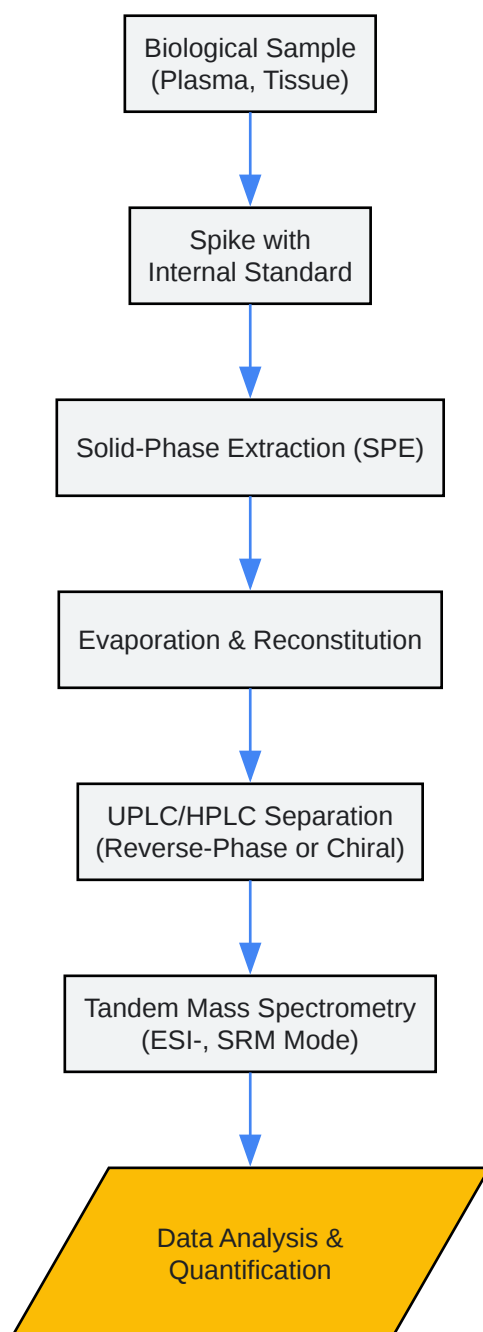 Biological Sample
(Plasma, Tissue)
Spike with
Internal Standard
Solid-Phase Extraction (SPE)
Evaporation & Reconstitution
UPLC/HPLC Separation
(Reverse-Phase or Chiral)
Tandem Mass Spectrometry
(ESI-, SRM Mode)
Data Analysis &
Quantification